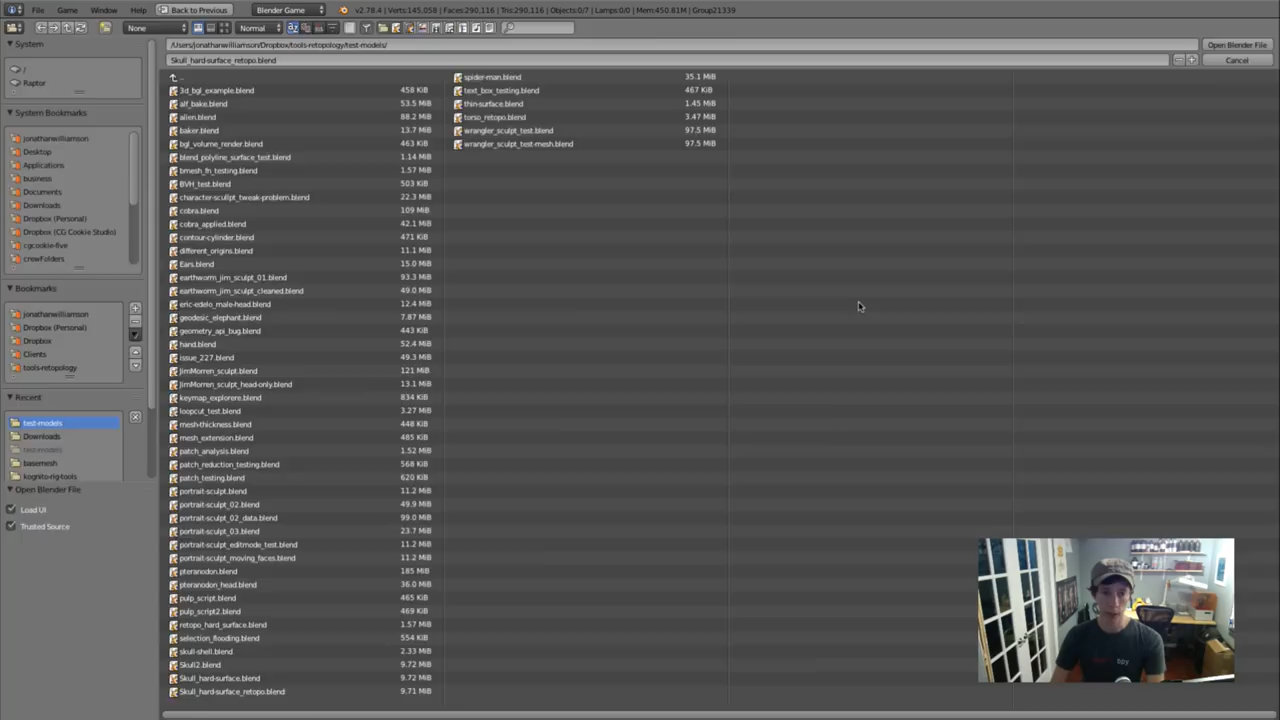 File Game Window Help Back to Previous Blender Game v2.78.4 | Verts:145,058 | Faces:290,116 | Tris:290,116 | Objects:0/7 | Lamps:0/0 | Mem:450.81M | Group21339
None Normal
System
/
Raptor
System Bookmarks
jonathanwilliamson
Desktop
Applications
business
Documents
Downloads
Dropbox (Personal)
Dropbox (CG Cookie Studio)
cgcookie-five
crewFolders
Bookmarks
jonathanwilliamson
Dropbox (Personal)
Dropbox
Clients
tools-retopology
Recent
test-models
Downloads
test-models
basemesh
kognito-rig-tools
Open Blender File
Load UI
Trusted Source
/Users/jonathanwilliamson/Dropbox/tools-retopology/test-models/ Open Blender File
Skull_hard-surface_retopo.blend Cancel
..
3d_bgl_example.blend 458 KiB
alf_bake.blend 53.5 MiB
alien.blend 88.2 MiB
baker.blend 13.7 MiB
bgl_volume_render.blend 463 KiB
blend_polyline_surface_test.blend 1.14 MiB
bmesh_fn_testing.blend 1.57 MiB
BVH_test.blend 503 KiB
character-sculpt_tweak-problem.blend 22.3 MiB
cobra.blend 109 MiB
cobra_applied.blend 42.1 MiB
contour-cylinder.blend 471 KiB
different_origins.blend 11.1 MiB
Ears.blend 15.0 MiB
earthworm_jim_sculpt_01.blend 93.3 MiB
earthworm_jim_sculpt_cleaned.blend 49.0 MiB
eric-edelo_male-head.blend 12.4 MiB
geodesic_elephant.blend 7.87 MiB
geometry_api_bug.blend 443 KiB
hand.blend 52.4 MiB
issue_227.blend 49.3 MiB
JimMorren_sculpt.blend 121 MiB
JimMorren_sculpt_head-only.blend 13.1 MiB
keymap_explorere.blend 834 KiB
loopcut_test.blend 3.27 MiB
mesh-thickness.blend 448 KiB
mesh_extension.blend 485 KiB
patch_analysis.blend 1.52 MiB
patch_reduction_testing.blend 568 KiB
patch_testing.blend 620 KiB
portrait-sculpt.blend 11.2 MiB
portrait-sculpt_02.blend 49.9 MiB
portrait-sculpt_02_data.blend 99.0 MiB
portrait-sculpt_03.blend 23.7 MiB
portrait-sculpt_editmode_test.blend 11.2 MiB
portrait-sculpt_moving_faces.blend 11.2 MiB
pteranodon.blend 185 MiB
pteranodon_head.blend 36.0 MiB
pulp_script.blend 465 KiB
pulp_script2.blend 469 KiB
retopo_hard_surface.blend 1.57 MiB
selection_flooding.blend 554 KiB
skull-shell.blend 2.33 MiB
Skull2.blend 9.72 MiB
Skull_hard-surface.blend 9.72 MiB
Skull_hard-surface_retopo.blend 9.71 MiB
spider-man.blend 35.1 MiB
text_box_testing.blend 467 KiB
thin-surface.blend 1.45 MiB
torso_retopo.blend 3.47 MiB
wrangler_sculpt_test.blend 97.5 MiB
wrangler_sculpt_test-mesh.blend 97.5 MiB
bpy